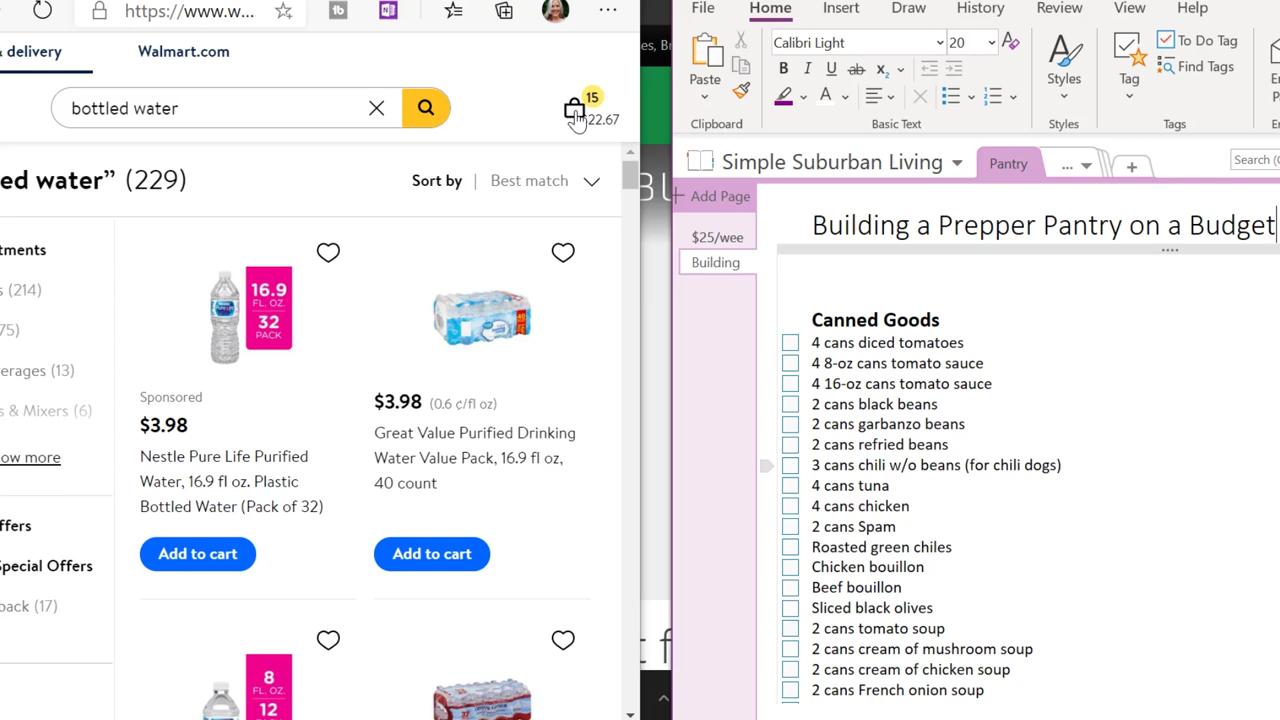 https://www.w...
& delivery
Walmart.com
bottled water
15
22.67
ed water” (229)
Sort by
Best match
tments
s (214)
75)
erages (13)
s & Mixers (6)
ow more
ffers
pecial Offers
back (17)
16.9
FL. OZ.
32
PACK
Sponsored
$3.98
Nestle Pure Life Purified
Water, 16.9 fl oz. Plastic
Bottled Water (Pack of 32)
Add to cart
$3.98 (0.6 ¢/fl oz)
Great Value Purified Drinking
Water Value Pack, 16.9 fl oz,
40 count
Add to cart
8
FL. OZ.
12
File
Home
Insert
Draw
History
Review
View
Help
Paste
Clipboard
Calibri Light
20
B I U ab x₂
A
Basic Text
Styles
Styles
Tag
To Do Tag
Find Tags
Tags
Simple Suburban Living
Pantry
...
+
Search (C
+ Add Page
$25/wee
Building
Building a Prepper Pantry on a Budget
Canned Goods
4 cans diced tomatoes
4 8-oz cans tomato sauce
4 16-oz cans tomato sauce
2 cans black beans
2 cans garbanzo beans
2 cans refried beans
3 cans chili w/o beans (for chili dogs)
4 cans tuna
4 cans chicken
2 cans Spam
Roasted green chiles
Chicken bouillon
Beef bouillon
Sliced black olives
2 cans tomato soup
2 cans cream of mushroom soup
2 cans cream of chicken soup
2 cans French onion soup